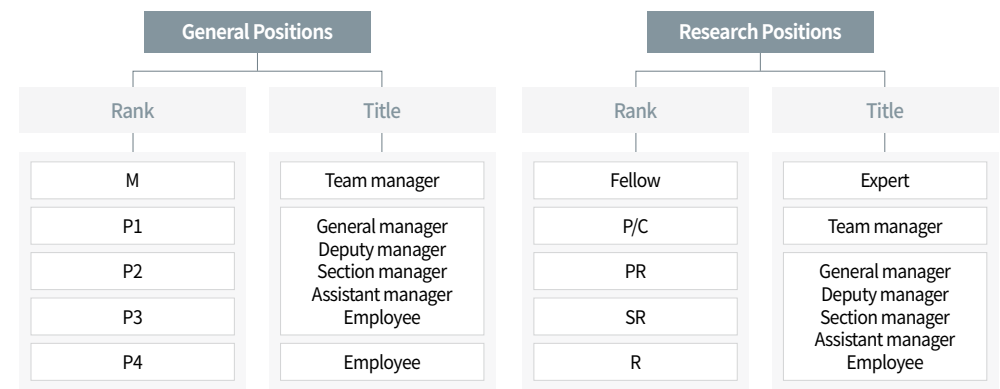 General Positions
Rank
Title
M
P1
P2
P3
P4
Team manager
General manager
Deputy manager
Section manager
Assistant manager
Employee
Employee
Research Positions
Rank
Title
Fellow
P/C
PR
SR
R
Expert
Team manager
General manager
Deputy manager
Section manager
Assistant manager
Employee